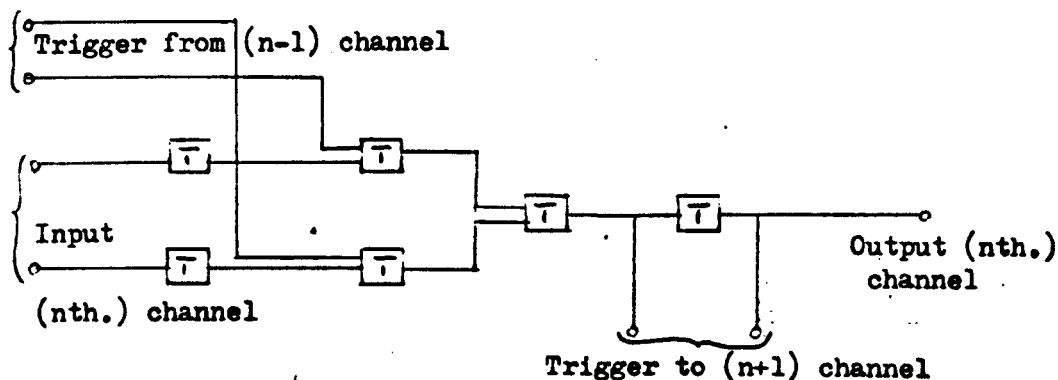 Trigger from (n-1) channel
Input
(nth.) channel
Output (nth.)
channel
Trigger to (n+1) channel